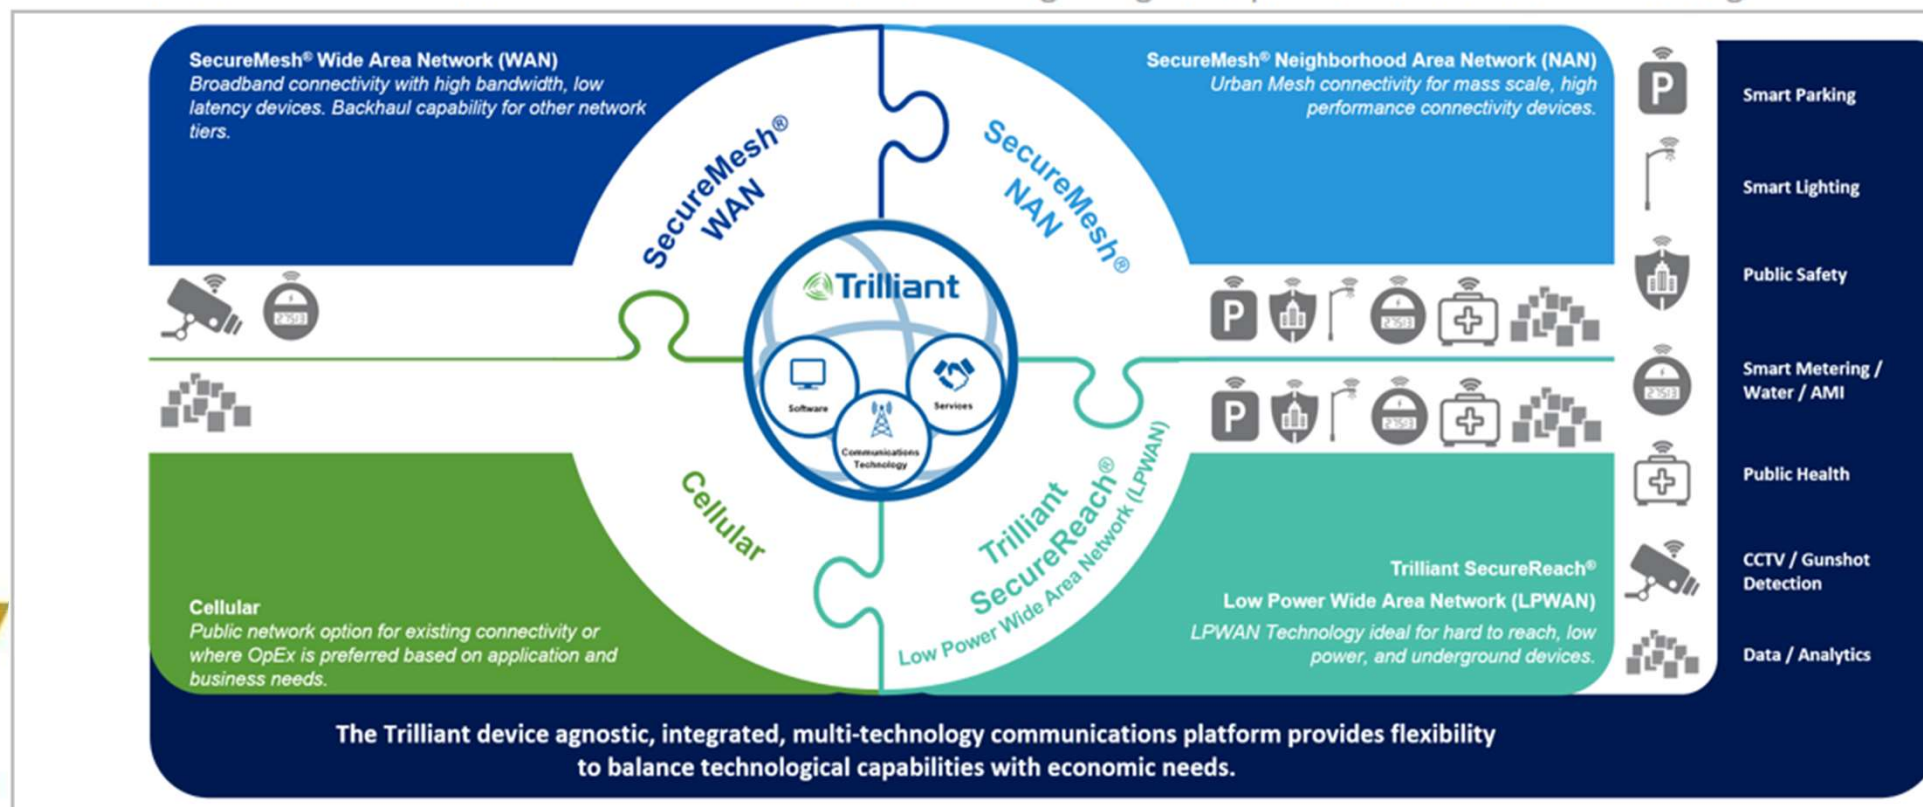 SecureMesh® Wide Area Network (WAN)
Broadband connectivity with high bandwidth, low
latency devices. Backhaul capability for other network
tiers.
SecureMesh® Neighborhood Area Network (NAN)
Urban Mesh connectivity for mass scale, high
performance connectivity devices.
SecureMesh®
WAN
SecureMesh®
NAN
Trilliant
Software
Services
Communications
Technology
Cellular
Trilliant
SecureReach®
Low Power Wide Area Network (LPWAN)
P
27513
P
27513
Cellular
Public network option for existing connectivity or
where OpEx is preferred based on application and
business needs.
Trilliant SecureReach®
Low Power Wide Area Network (LPWAN)
LPWAN Technology ideal for hard to reach, low
power, and underground devices.
P
Smart Parking
Smart Lighting
Public Safety
27513
Smart Metering /
Water / AMI
Public Health
CCTV / Gunshot
Detection
Data / Analytics
The Trilliant device agnostic, integrated, multi-technology communications platform provides flexibility
to balance technological capabilities with economic needs.